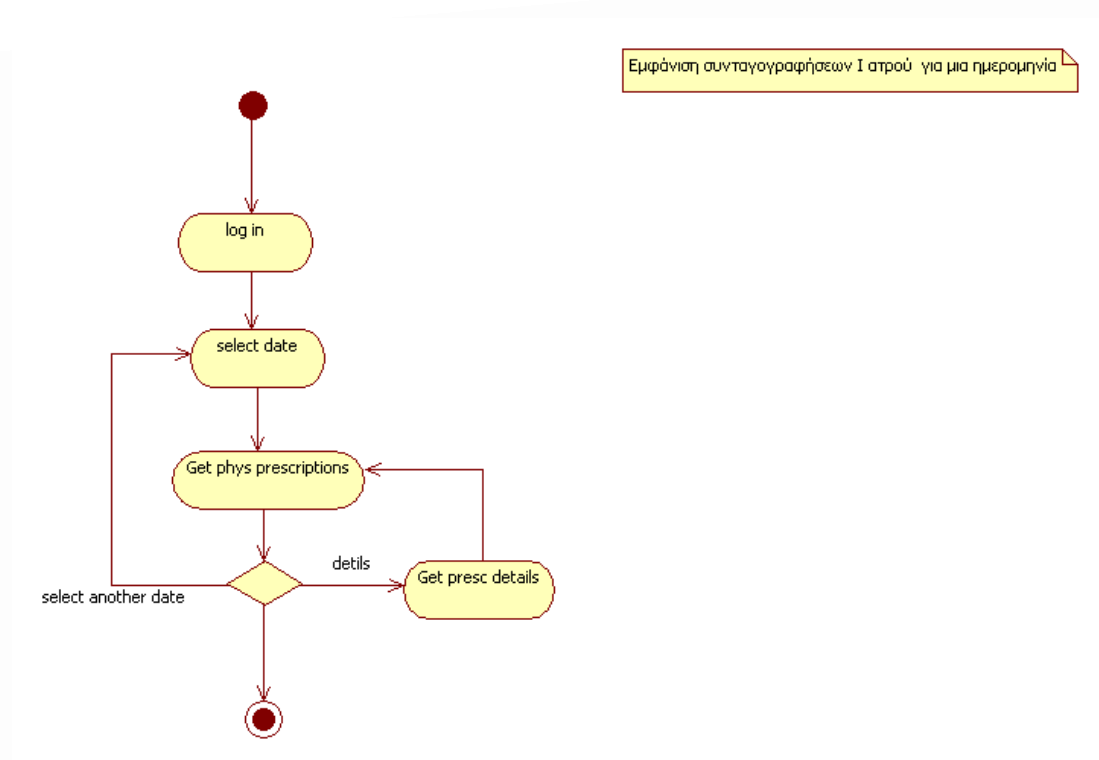 Εμφάνιση συνταγογραφήσεων Ι ατρού για μια ημερομηνία
log in
select date
Get phys prescriptions
detils
Get presc details
select another date